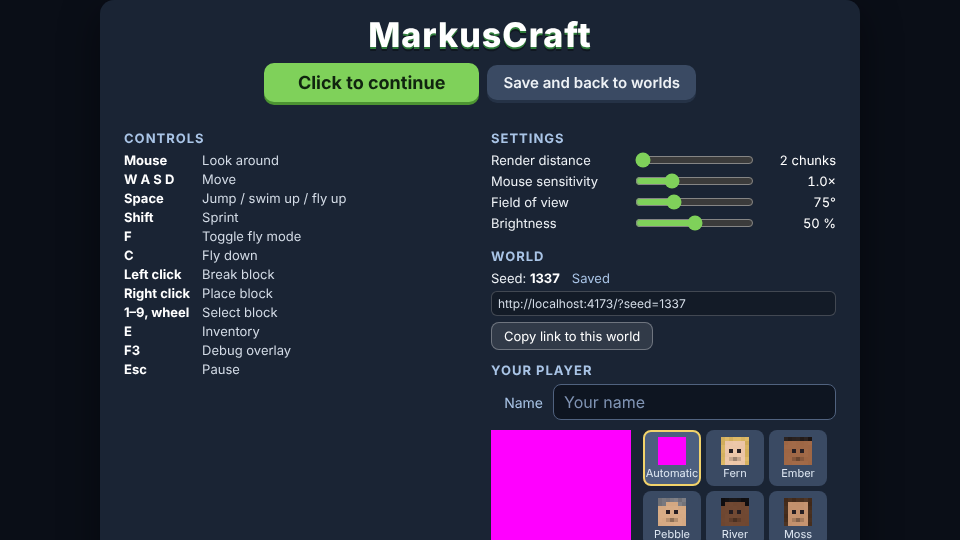 MarkusCraft
Click to continue
Save and back to worlds
CONTROLS
Mouse Look around
W A S D Move
Space Jump / swim up / fly up
Shift Sprint
F Toggle fly mode
C Fly down
Left click Break block
Right click Place block
1–9, wheel Select block
E Inventory
F3 Debug overlay
Esc Pause
SETTINGS
Render distance 2 chunks
Mouse sensitivity 1.0×
Field of view 75°
Brightness 50 %
WORLD
Seed: 1337 Saved
http://localhost:4173/?seed=1337
Copy link to this world
YOUR PLAYER
Name Your name
Automatic Fern Ember
Pebble River Moss